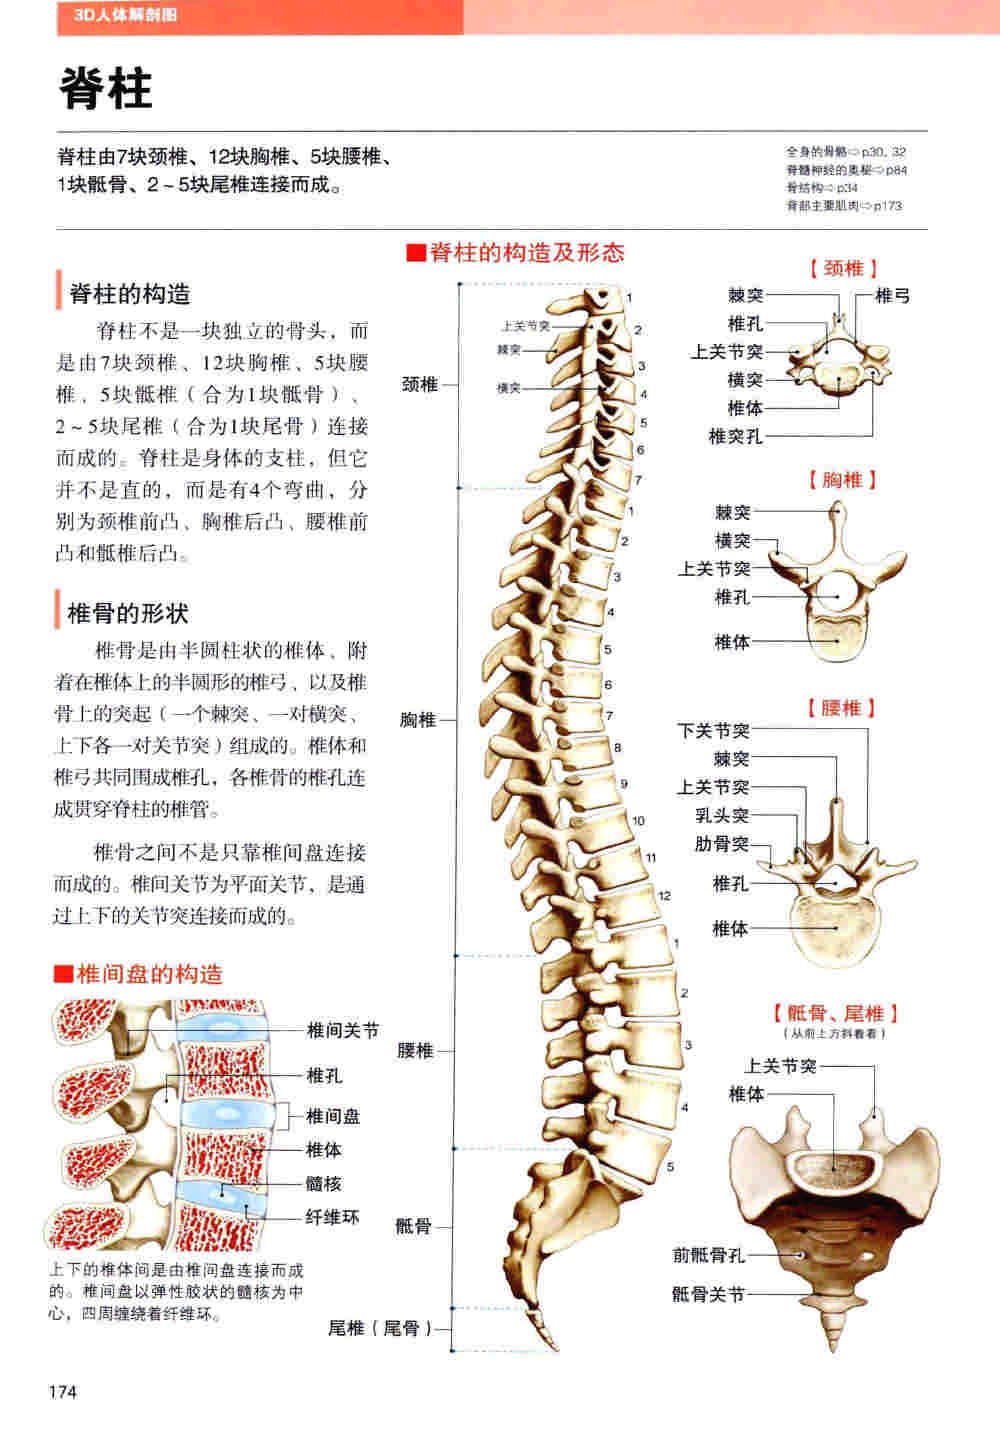 3D人体解剖图
脊柱
脊柱由7块颈椎、12块胸椎、5块腰椎、
1块骶骨、2～5块尾椎连接而成。
全身的骨骼⇨p30、32
脊髓神经的奥秘⇨p84
骨结构⇨p34
背部主要肌肉⇨p173
脊柱的构造
脊柱不是一块独立的骨头，而
是由7块颈椎、12块胸椎、5块腰
椎、5块骶椎（合为1块骶骨）、
2～5块尾椎（合为1块尾骨）连接
而成的。脊柱是身体的支柱，但它
并不是直的，而是有4个弯曲，分
别为颈椎前凸、胸椎后凸、腰椎前
凸和骶椎后凸。
椎骨的形状
椎骨是由半圆柱状的椎体、附
着在椎体上的半圆形的椎弓、以及椎
骨上的突起（一个棘突、一对横突、
上下各一对关节突）组成的。椎体和
椎弓共同围成椎孔，各椎骨的椎孔连
成贯穿脊柱的椎管。
椎骨之间不是只靠椎间盘连接
而成的。椎间关节为平面关节，是通
过上下的关节突连接而成的。
■椎间盘的构造
椎间关节
椎孔
椎间盘
椎体
髓核
纤维环
上下的椎体间是由椎间盘连接而成
的。椎间盘以弹性胶状的髓核为中
心，四周缠绕着纤维环。
■脊柱的构造及形态
上关节突
棘突
横突
颈椎
胸椎
腰椎
骶骨
尾椎（尾骨）
1
2
3
4
5
6
7
1
2
3
4
5
6
7
8
9
10
11
12
1
2
3
4
5
【颈椎】
棘突
椎弓
椎孔
上关节突
横突
椎体
椎突孔
【胸椎】
棘突
横突
上关节突
椎孔
椎体
【腰椎】
下关节突
棘突
上关节突
乳头突
肋骨突
椎孔
椎体
【骶骨、尾椎】
（从前上方斜着看）
上关节突
椎体
前骶骨孔
骶骨关节
174